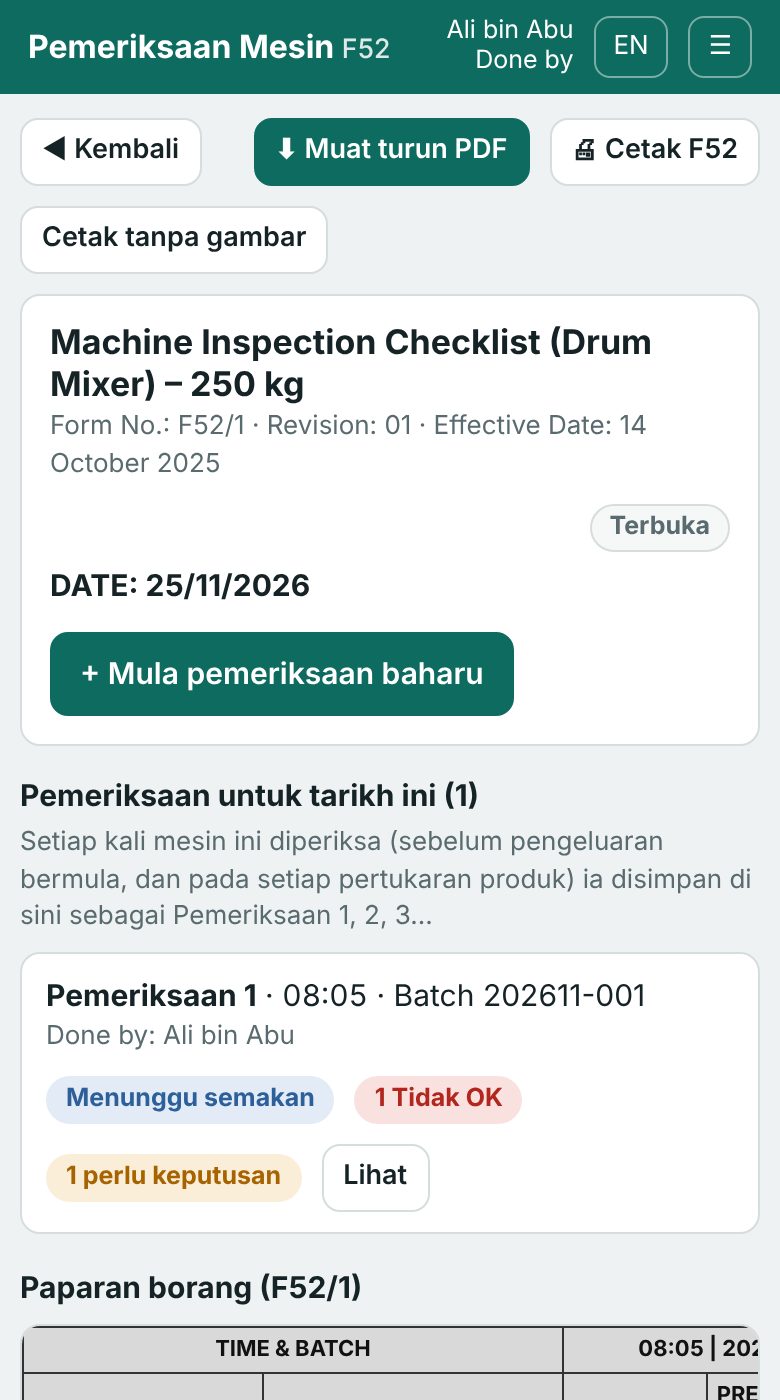 Pemeriksaan Mesin F52
Ali bin Abu
Done by
EN
☰
◀ Kembali
⬇ Muat turun PDF
🖨 Cetak F52
Cetak tanpa gambar
Machine Inspection Checklist (Drum
Mixer) – 250 kg
Form No.: F52/1 · Revision: 01 · Effective Date: 14
October 2025
Terbuka
DATE: 25/11/2026
+ Mula pemeriksaan baharu
Pemeriksaan untuk tarikh ini (1)
Setiap kali mesin ini diperiksa (sebelum pengeluaran
bermula, dan pada setiap pertukaran produk) ia disimpan di
sini sebagai Pemeriksaan 1, 2, 3...
Pemeriksaan 1 · 08:05 · Batch 202611-001
Done by: Ali bin Abu
Menunggu semakan
1 Tidak OK
1 perlu keputusan
Lihat
Paparan borang (F52/1)
TIME & BATCH
08:05 | 202
PRE